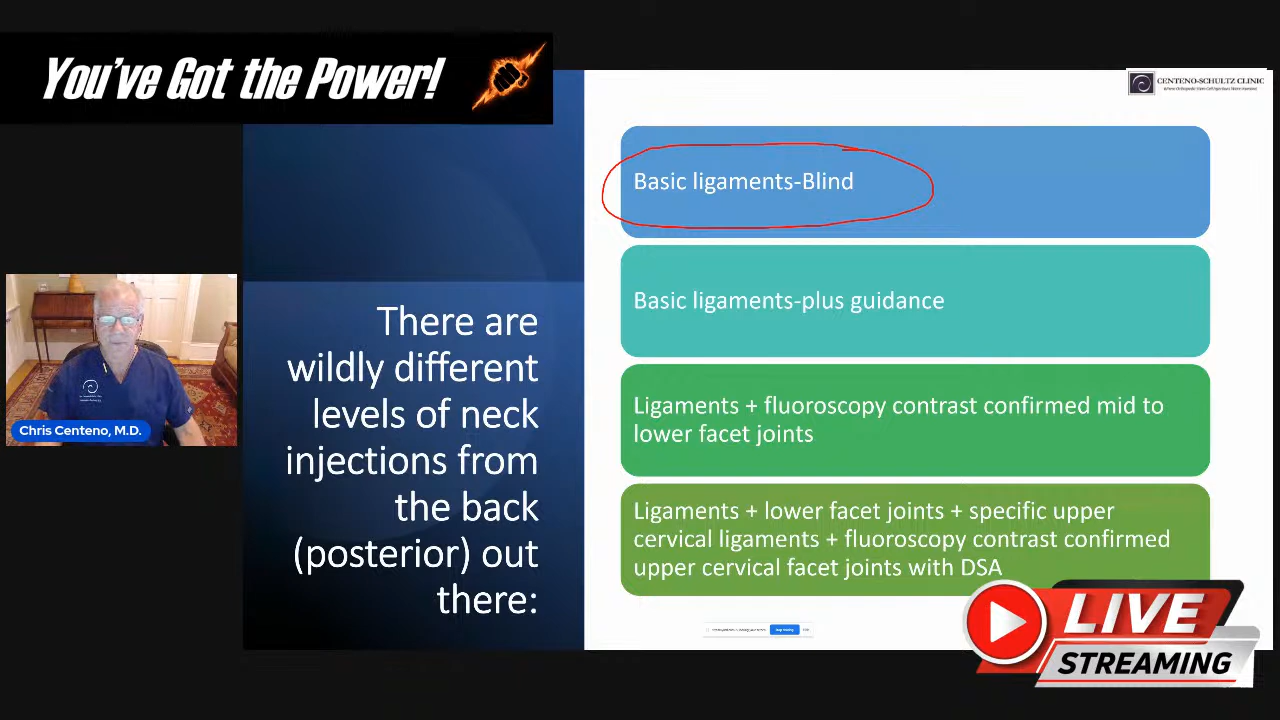 You've Got the Power!
CENTENO-SCHULTZ CLINIC
Basic ligaments-Blind
Basic ligaments-plus guidance
Ligaments + fluoroscopy contrast confirmed mid to
lower facet joints
Ligaments + lower facet joints + specific upper
cervical ligaments + fluoroscopy contrast confirmed
upper cervical facet joints with DSA
There are
wildly different
levels of neck
injections from
the back
(posterior) out
there:
Chris Centeno, M.D.
LIVE
STREAMING